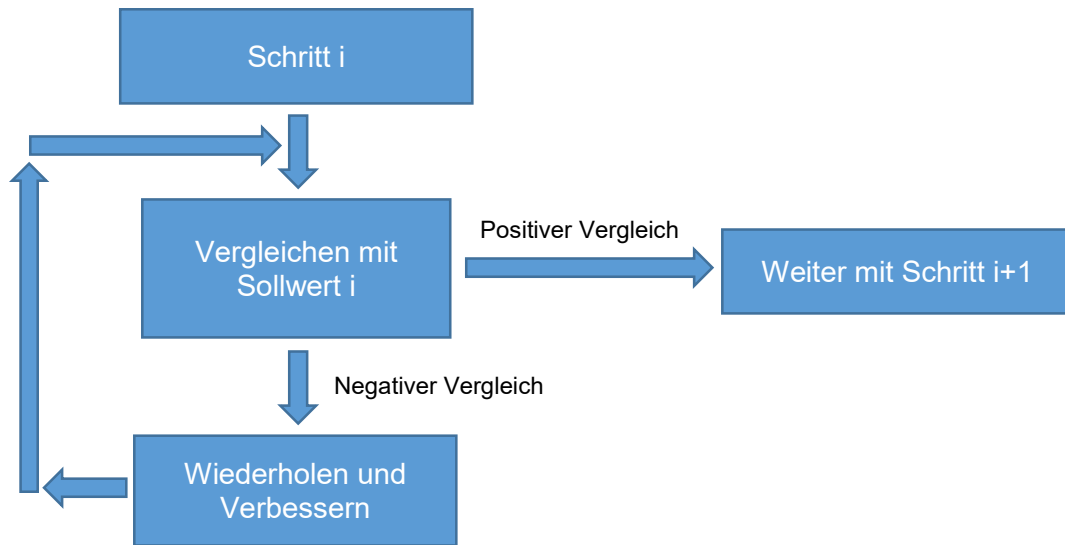 Schritt i
Vergleichen mit
Sollwert i
Positiver Vergleich
Weiter mit Schritt i+1
Negativer Vergleich
Wiederholen und
Verbessern